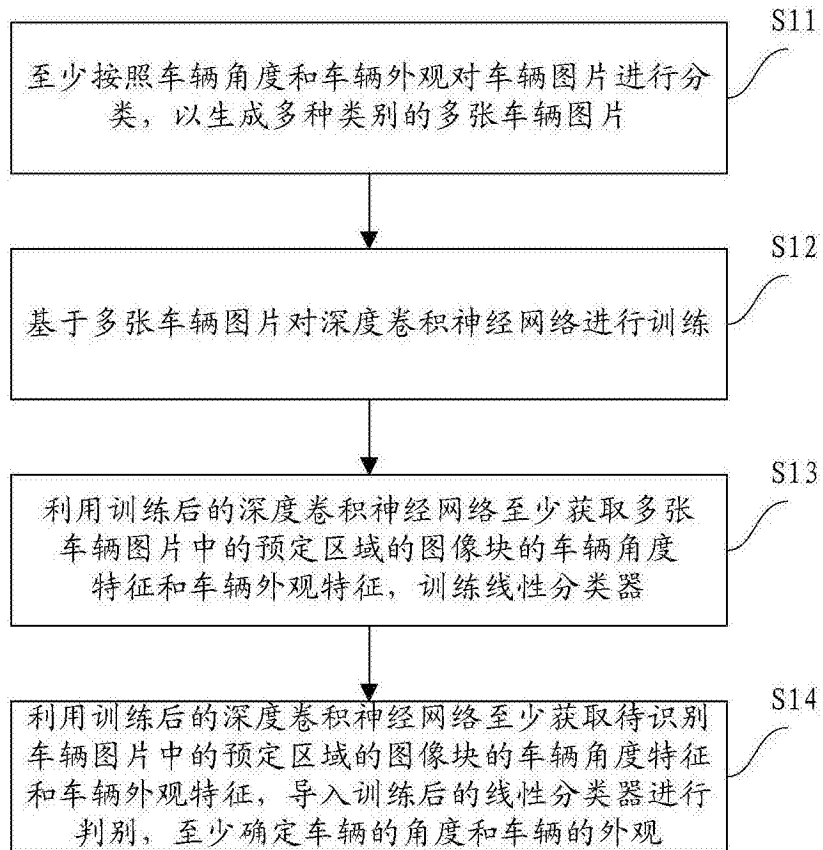 S11
至少按照车辆角度和车辆外观对车辆图片进行分
类，以生成多种类别的多张车辆图片
S12
基于多张车辆图片对深度卷积神经网络进行训练
S13
利用训练后的深度卷积神经网络至少获取多张
车辆图片中的预定区域的图像块的车辆角度
特征和车辆外观特征，训练线性分类器
S14
利用训练后的深度卷积神经网络至少获取待识别
车辆图片中的预定区域的图像块的车辆角度特征
和车辆外观特征，导入训练后的线性分类器进行
判别，至少确定车辆的角度和车辆的外观